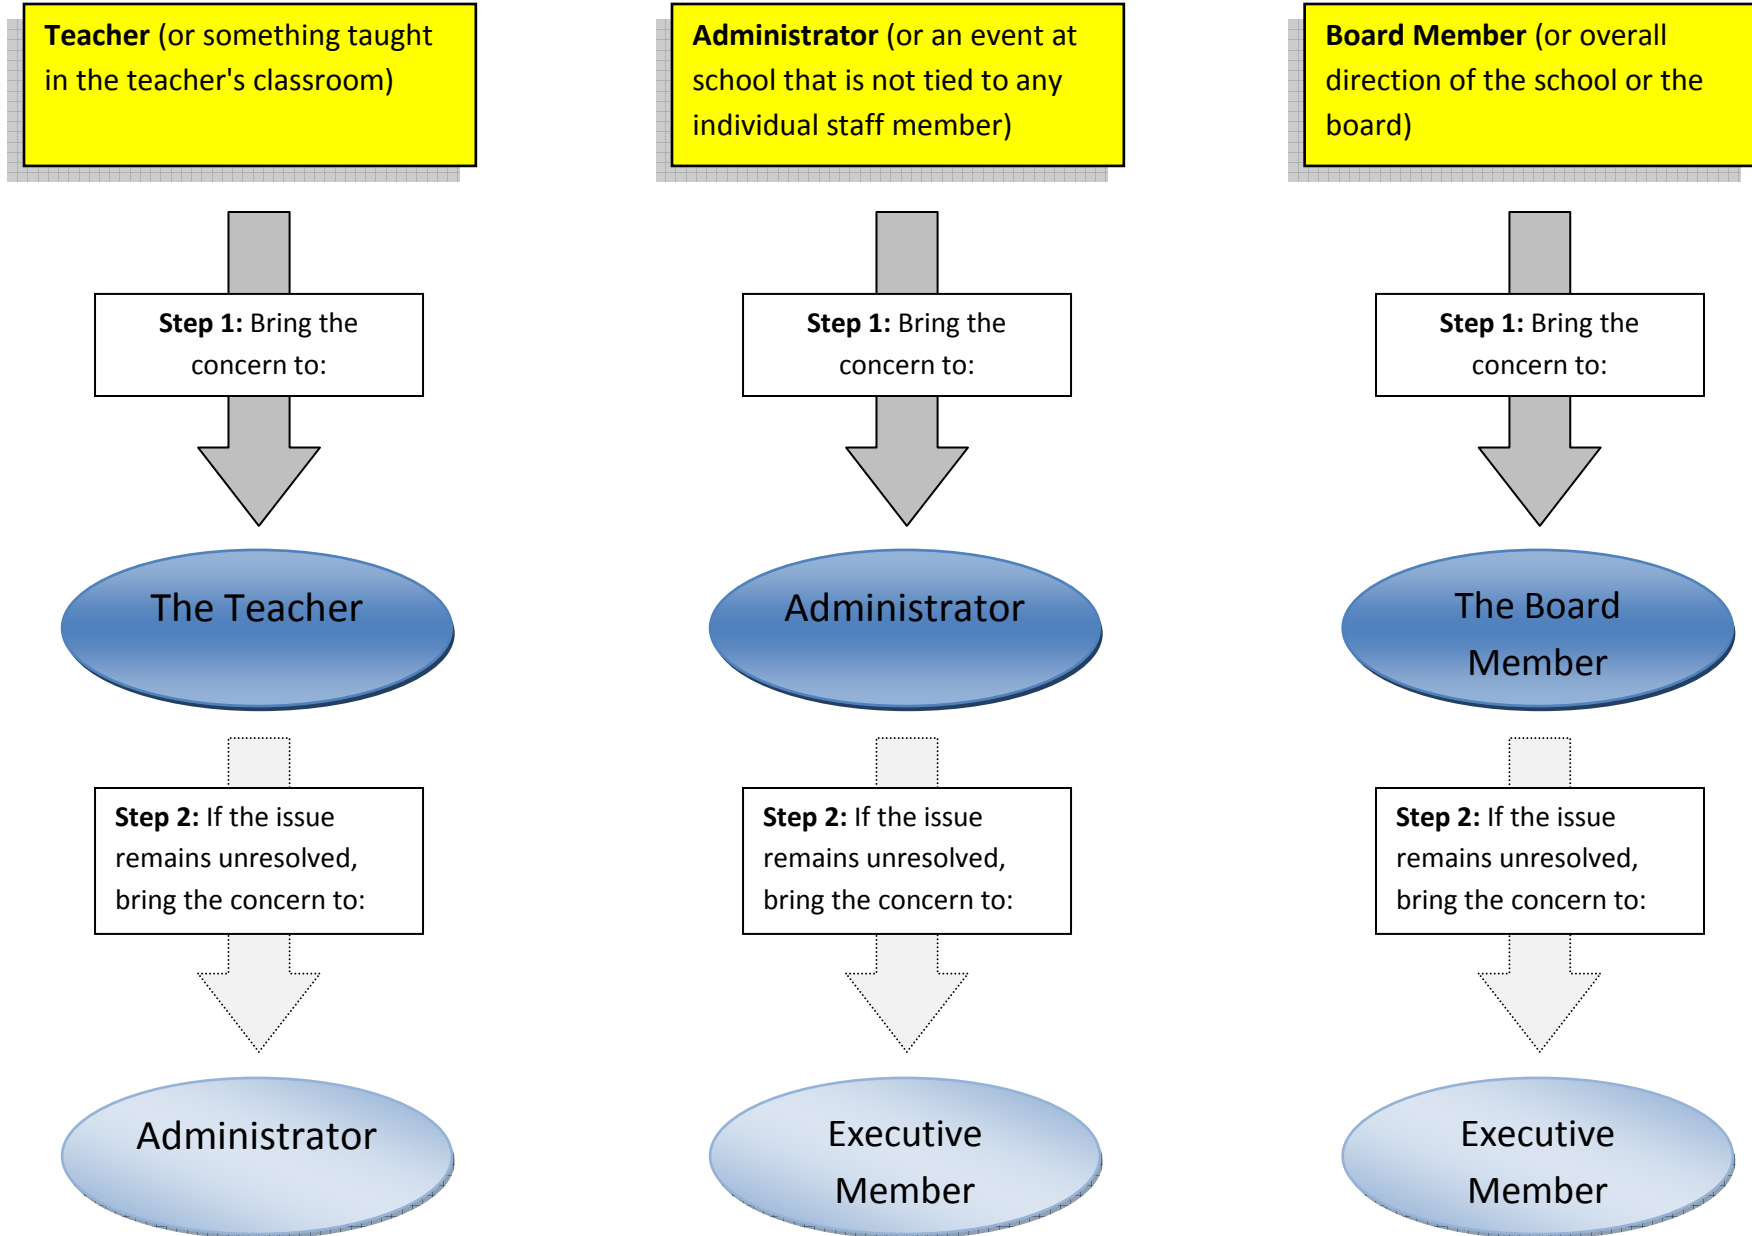 Teacher (or something taught
in the teacher's classroom)
Administrator (or an event at
school that is not tied to any
individual staff member)
Board Member (or overall
direction of the school or the
board)
Step 1: Bring the
concern to:
Step 1: Bring the
concern to:
Step 1: Bring the
concern to:
The Teacher
Administrator
The Board
Member
Step 2: If the issue
remains unresolved,
bring the concern to:
Step 2: If the issue
remains unresolved,
bring the concern to:
Step 2: If the issue
remains unresolved,
bring the concern to:
Administrator
Executive
Member
Executive
Member